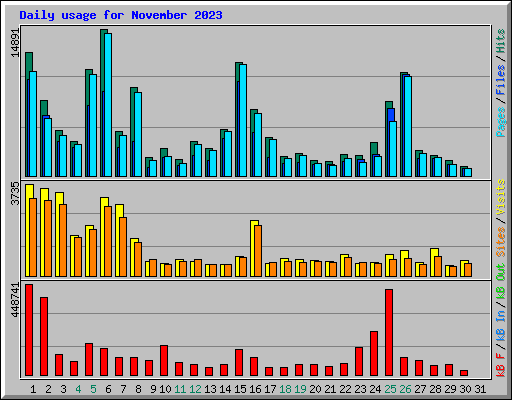 Daily usage for November 2023
14891
3735
448741
Pages / Files / Hits
Sites / Visits
kB F / kB In / kB Out
1 2 3 4 5 6 7 8 9 10 11 12 13 14 15 16 17 18 19 20 21 22 23 24 25 26 27 28 29 30 31